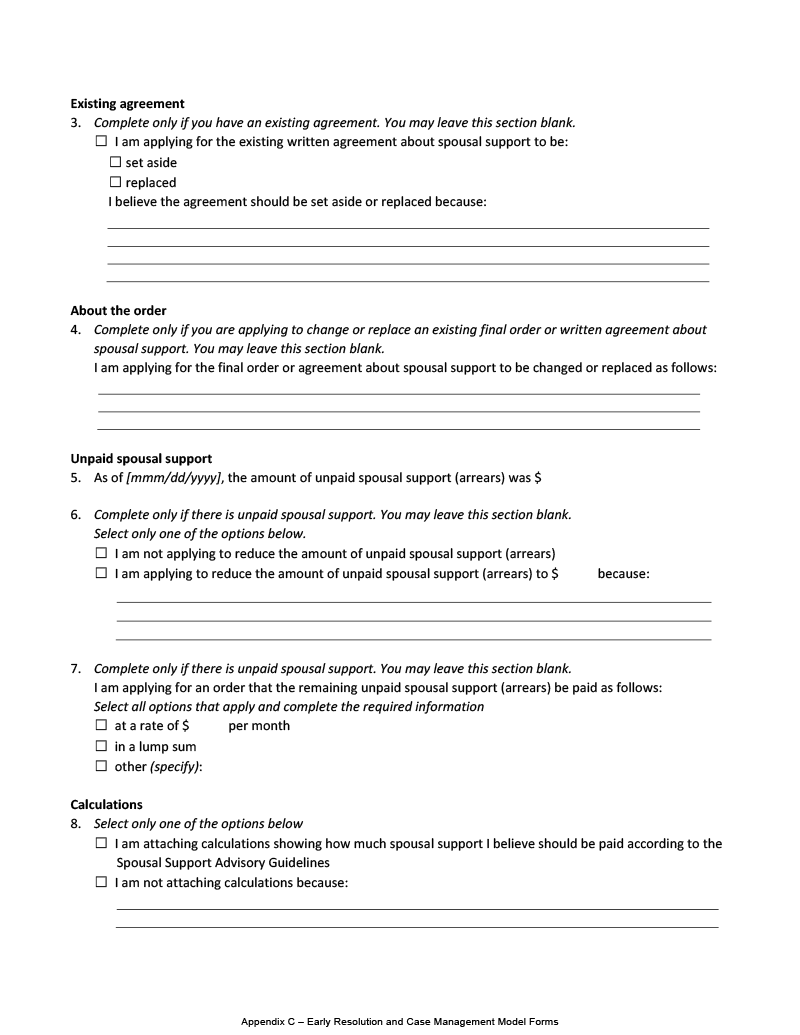 Existing agreement
3. Complete only if you have an existing agreement. You may leave this section blank.
☐ I am applying for the existing written agreement about spousal support to be:
☐ set aside
☐ replaced
I believe the agreement should be set aside or replaced because:
About the order
4. Complete only if you are applying to change or replace an existing final order or written agreement about
spousal support. You may leave this section blank.
I am applying for the final order or agreement about spousal support to be changed or replaced as follows:
Unpaid spousal support
5. As of [mmm/dd/yyyy], the amount of unpaid spousal support (arrears) was $
6. Complete only if there is unpaid spousal support. You may leave this section blank.
Select only one of the options below.
☐ I am not applying to reduce the amount of unpaid spousal support (arrears)
☐ I am applying to reduce the amount of unpaid spousal support (arrears) to $ because:
7. Complete only if there is unpaid spousal support. You may leave this section blank.
I am applying for an order that the remaining unpaid spousal support (arrears) be paid as follows:
Select all options that apply and complete the required information
☐ at a rate of $ per month
☐ in a lump sum
☐ other (specify):
Calculations
8. Select only one of the options below
☐ I am attaching calculations showing how much spousal support I believe should be paid according to the
Spousal Support Advisory Guidelines
☐ I am not attaching calculations because:
Appendix C – Early Resolution and Case Management Model Forms